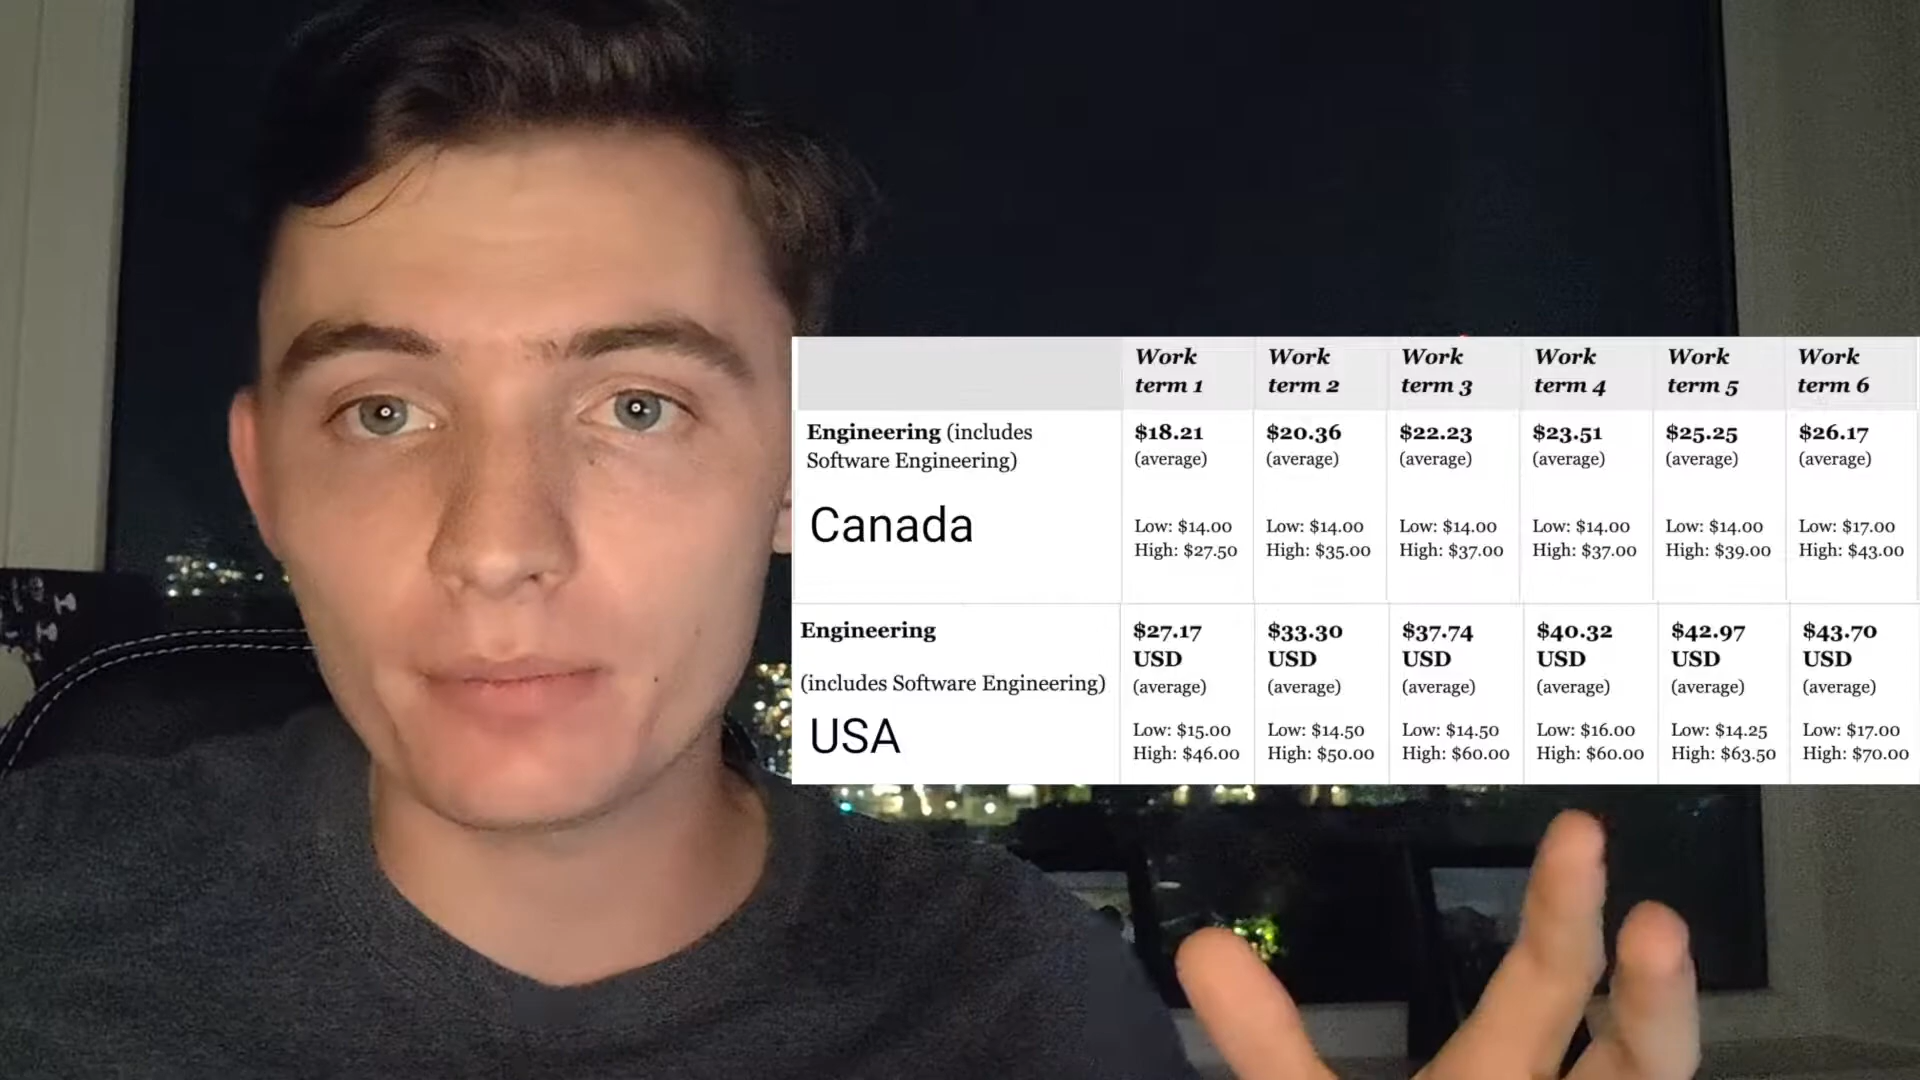 Work term 1 Work term 2 Work term 3 Work term 4 Work term 5 Work term 6
Engineering (includes Software Engineering) $18.21 (average) $20.36 (average) $22.23 (average) $23.51 (average) $25.25 (average) $26.17 (average)
Canada
Low: $14.00 Low: $14.00 Low: $14.00 Low: $14.00 Low: $14.00 Low: $17.00
High: $27.50 High: $35.00 High: $37.00 High: $37.00 High: $39.00 High: $43.00
Engineering $27.17 USD $33.30 USD $37.74 USD $40.32 USD $42.97 USD $43.70 USD
(includes Software Engineering) (average) (average) (average) (average) (average) (average)
USA
Low: $15.00 Low: $14.50 Low: $14.50 Low: $16.00 Low: $14.25 Low: $17.00
High: $46.00 High: $50.00 High: $60.00 High: $60.00 High: $63.50 High: $70.00